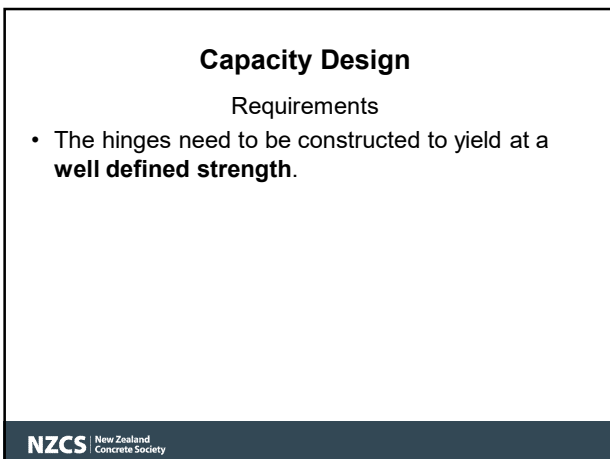 Capacity Design
Requirements
• The hinges need to be constructed to yield at a
well defined strength.
NZCS New Zealand
Concrete Society